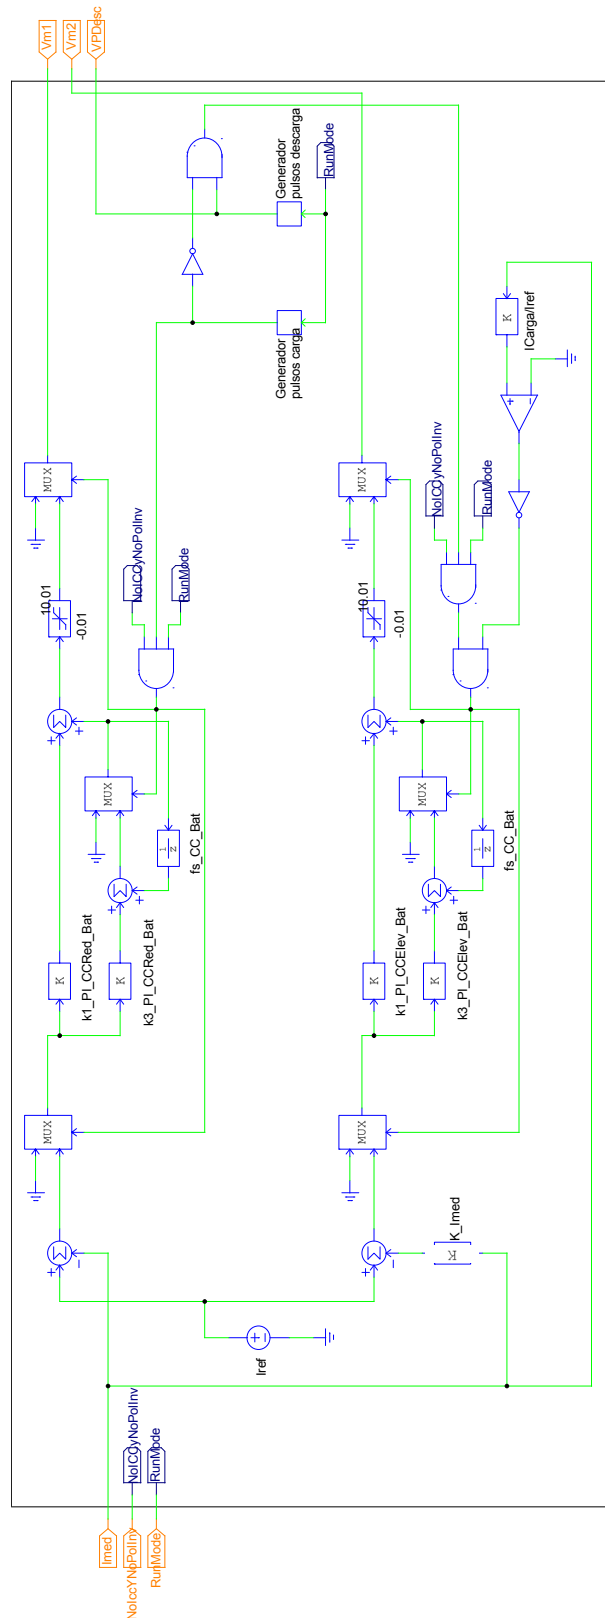 Vm1
Vm2
VPDesc
Generador
pulsos descarga
RunMode
Generador
pulsos carga
K
ICarga/Iref
MUX
MUX
NoICCyNoPolInv
RunMode
NoICCyNoPolInv
RunMode
10.01
-0.01
10.01
-0.01
Σ
Σ
MUX
MUX
1
z
fs_CC_Bat
1
z
fs_CC_Bat
Σ
Σ
K
k1_PI_CCRed_Bat
K
k3_PI_CCRed_Bat
K
k1_PI_CCElev_Bat
K
k3_PI_CCElev_Bat
MUX
MUX
Σ
Σ
K
K_Imed
Iref
Imed
NoIccYNoPolInv
NoICCyNoPolInv
RunMode
RunMode